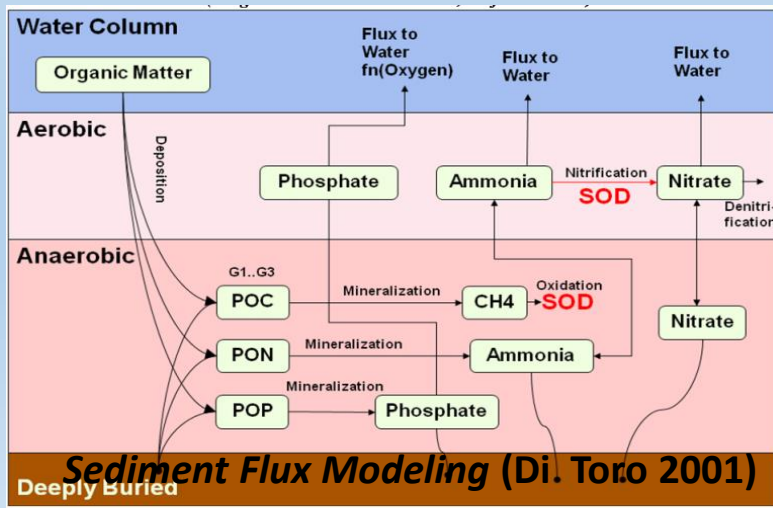 Water Column
Organic Matter
Flux to
Water
fn(Oxygen)
Flux to
Water
Flux to
Water
Aerobic
Deposition
Phosphate
Ammonia
Nitrification
SOD
Nitrate
Denitri-
fication
Anaerobic
G1..G3
POC
Mineralization
CH4
Oxidation
SOD
Nitrate
PON
Mineralization
Ammonia
Mineralization
POP
Phosphate
Sediment Flux Modeling (Di. Toro 2001)
Deeply Buried